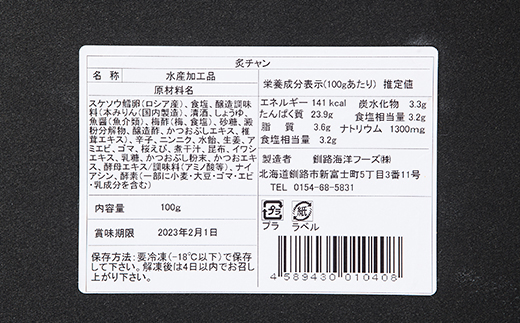 炙チャン
名 称 水産加工品
原材料名
スケソウ鱈卵(ロシア産)、食塩、醸造調味
料(本みりん(国内製造)、清酒、しょうゆ、
魚醤(魚介類)、梅酢(梅、食塩)、砂糖、澱
粉分解物、醸造酢、かつおぶしエキス、椎
茸エキス)、辛子、ニンニク、水飴、生姜、ア
ミエビ、ゴマ、桜えび、煮干汁、昆布、イワシ
エキス、乳糖、かつおぶし粉末、かつおエキ
ス、酵母エキス/調味料(アミノ酸等)、ナイ
アシン、酵素(一部に小麦・大豆・ゴマ・エビ
・乳成分を含む)
内容量 100g
賞味期限 2023年2月1日
保存方法:要冷凍(-18℃以下)で保存
して下さい。解凍後は4日以内でお召し
上がり下さい。
栄養成分表示(100gあたり) 推定値
エネルギー 141 kcal 炭水化物 3.3g
たんぱく質 23.9g 食塩相当量 3.2g
脂 質 3.6g ナトリウム 1300mg
食塩相当量 3.2g
製造者 釧路海洋フーズ㈱
北海道釧路市新富士町5丁目3番11号
TEL 0154-68-5831
プラ 紙
プラ ラベル
4589430010408